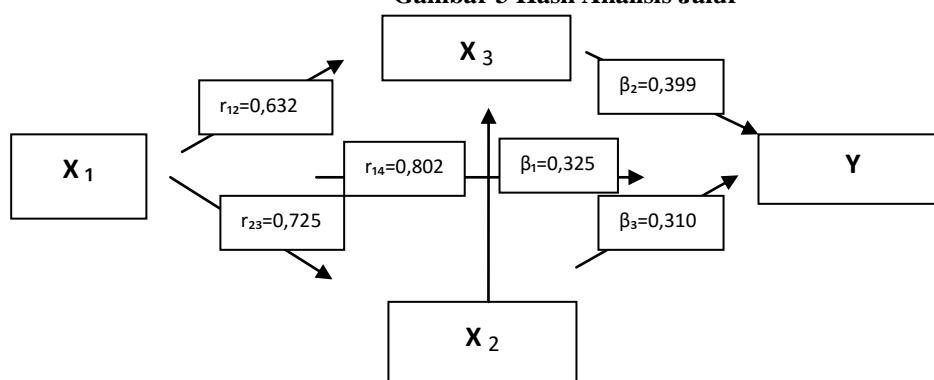 Gambar Hasil Analisis Jalur
X 3
r₁₂=0,632
β₂=0,399
X 1
r₁₄=0,802
β₁=0,325
Y
r₂₃=0,725
β₃=0,310
X 2